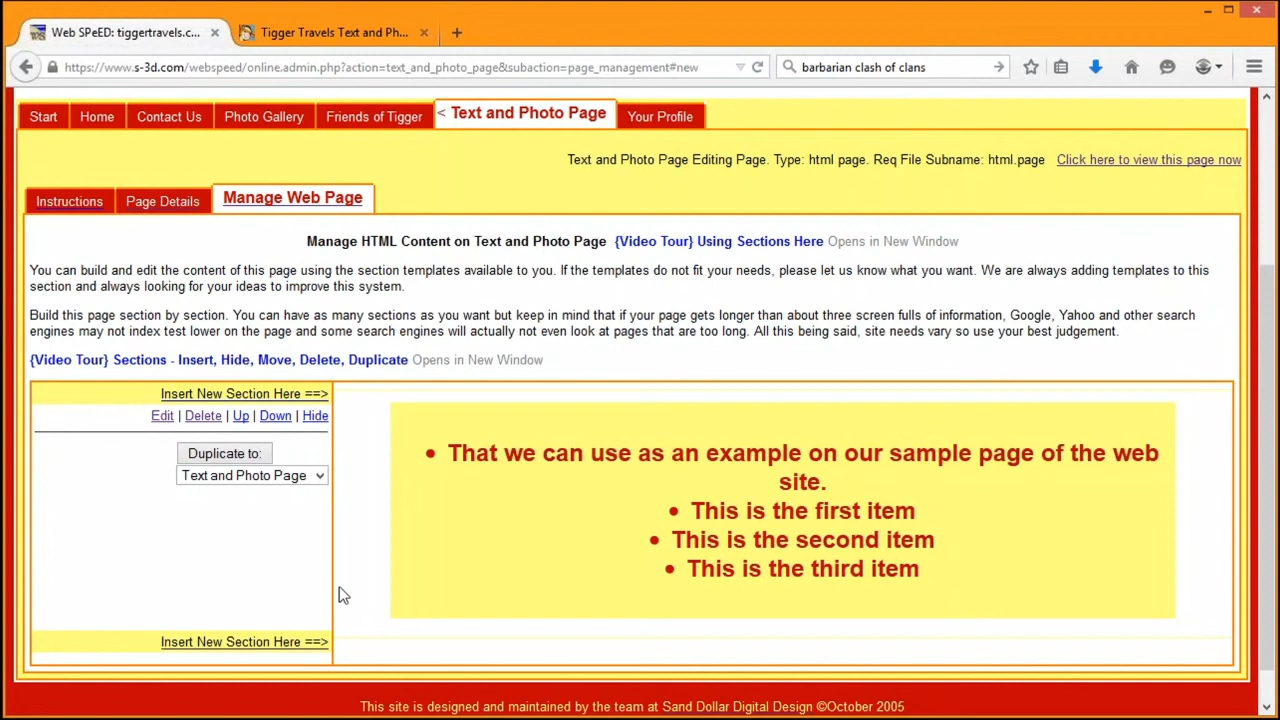 Web SPeED: tiggertravels.c...
Tigger Travels Text and Ph...
https://www.s-3d.com/webspeed/online.admin.php?action=text_and_photo_page&subaction=page_management#new
barbarian clash of clans
Start Home Contact Us Photo Gallery Friends of Tigger < Text and Photo Page Your Profile
Text and Photo Page Editing Page. Type: html page. Req File Subname: html.page Click here to view this page now
Instructions Page Details Manage Web Page
Manage HTML Content on Text and Photo Page {Video Tour} Using Sections Here Opens in New Window
You can build and edit the content of this page using the section templates available to you. If the templates do not fit your needs, please let us know what you want. We are always adding templates to this
section and always looking for your ideas to improve this system.
Build this page section by section. You can have as many sections as you want but keep in mind that if your page gets longer than about three screen fulls of information, Google, Yahoo and other search
engines may not index test lower on the page and some search engines will actually not even look at pages that are too long. All this being said, site needs vary so use your best judgement.
{Video Tour} Sections - Insert, Hide, Move, Delete, Duplicate Opens in New Window
Insert New Section Here ==>
Edit | Delete | Up | Down | Hide
Duplicate to:
Text and Photo Page
• That we can use as an example on our sample page of the web
site.
• This is the first item
• This is the second item
• This is the third item
Insert New Section Here ==>
This site is designed and maintained by the team at Sand Dollar Digital Design ©October 2005